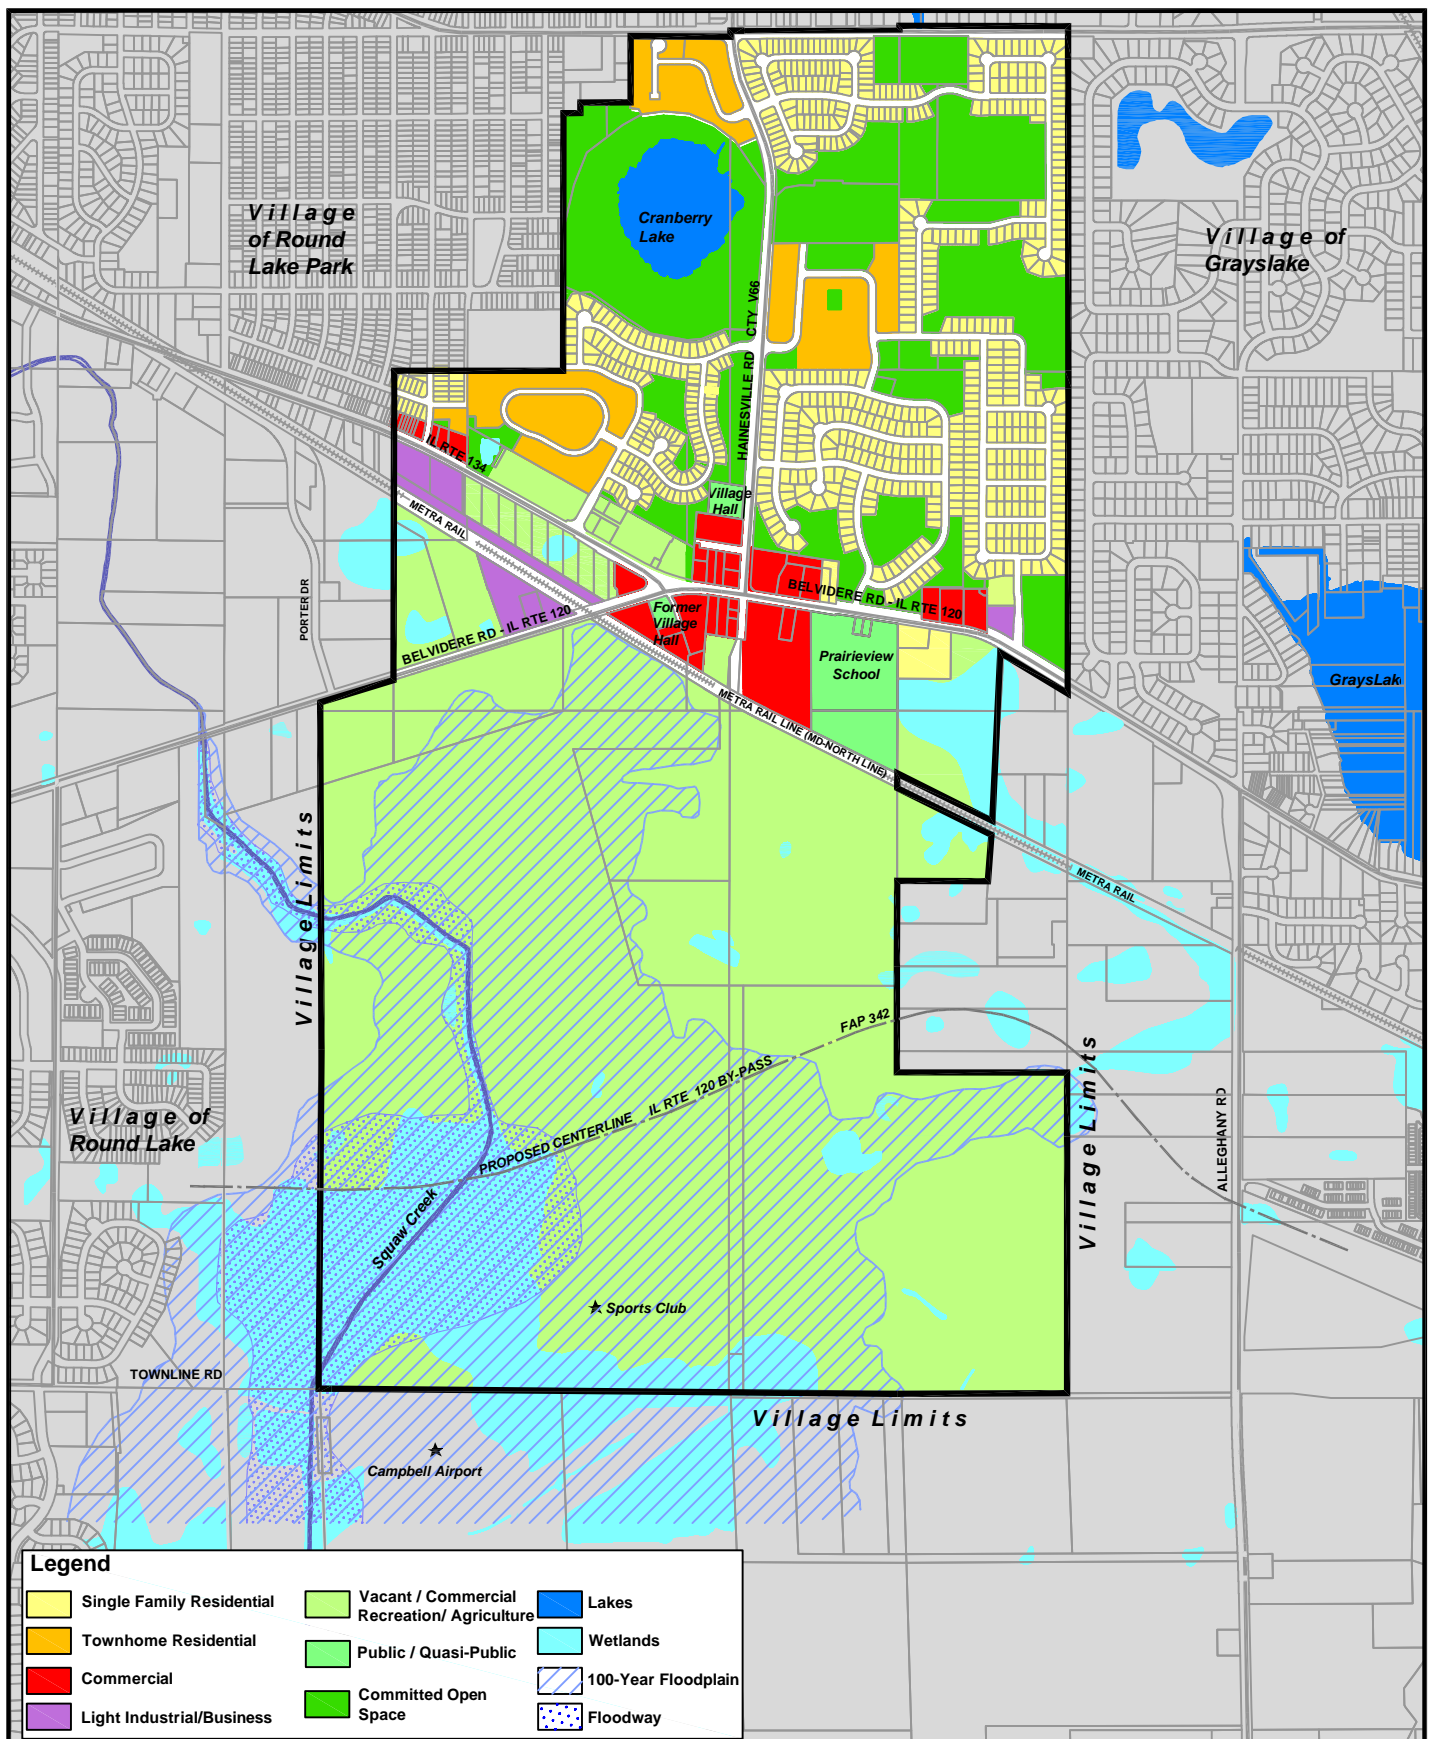 Village
of Round
Lake Park
Cranberry
Lake
Village of
Grayslake
HAINESVILLE RD CTY V66
IL RTE 134
METRA RAIL
Village
Hall
PORTER DR
BELVIDERE RD - IL RTE 120
Former
Village
Hall
BELVIDERE RD - IL RTE 120
Prairieview
School
GraysLak
METRA RAIL LINE (MD-NORTH LINE)
METRA RAIL
Village Limits
FAP 342
PROPOSED CENTERLINE IL RTE 120 BY-PASS
Village Limits
Village of
Round Lake
ALLEGHANY RD
Squaw Creek
Sports Club
TOWNLINE RD
Village Limits
Campbell Airport
Legend
Single Family Residential
Townhome Residential
Commercial
Light Industrial/Business
Vacant / Commercial
Recreation/ Agriculture
Public / Quasi-Public
Committed Open
Space
Lakes
Wetlands
100-Year Floodplain
Floodway